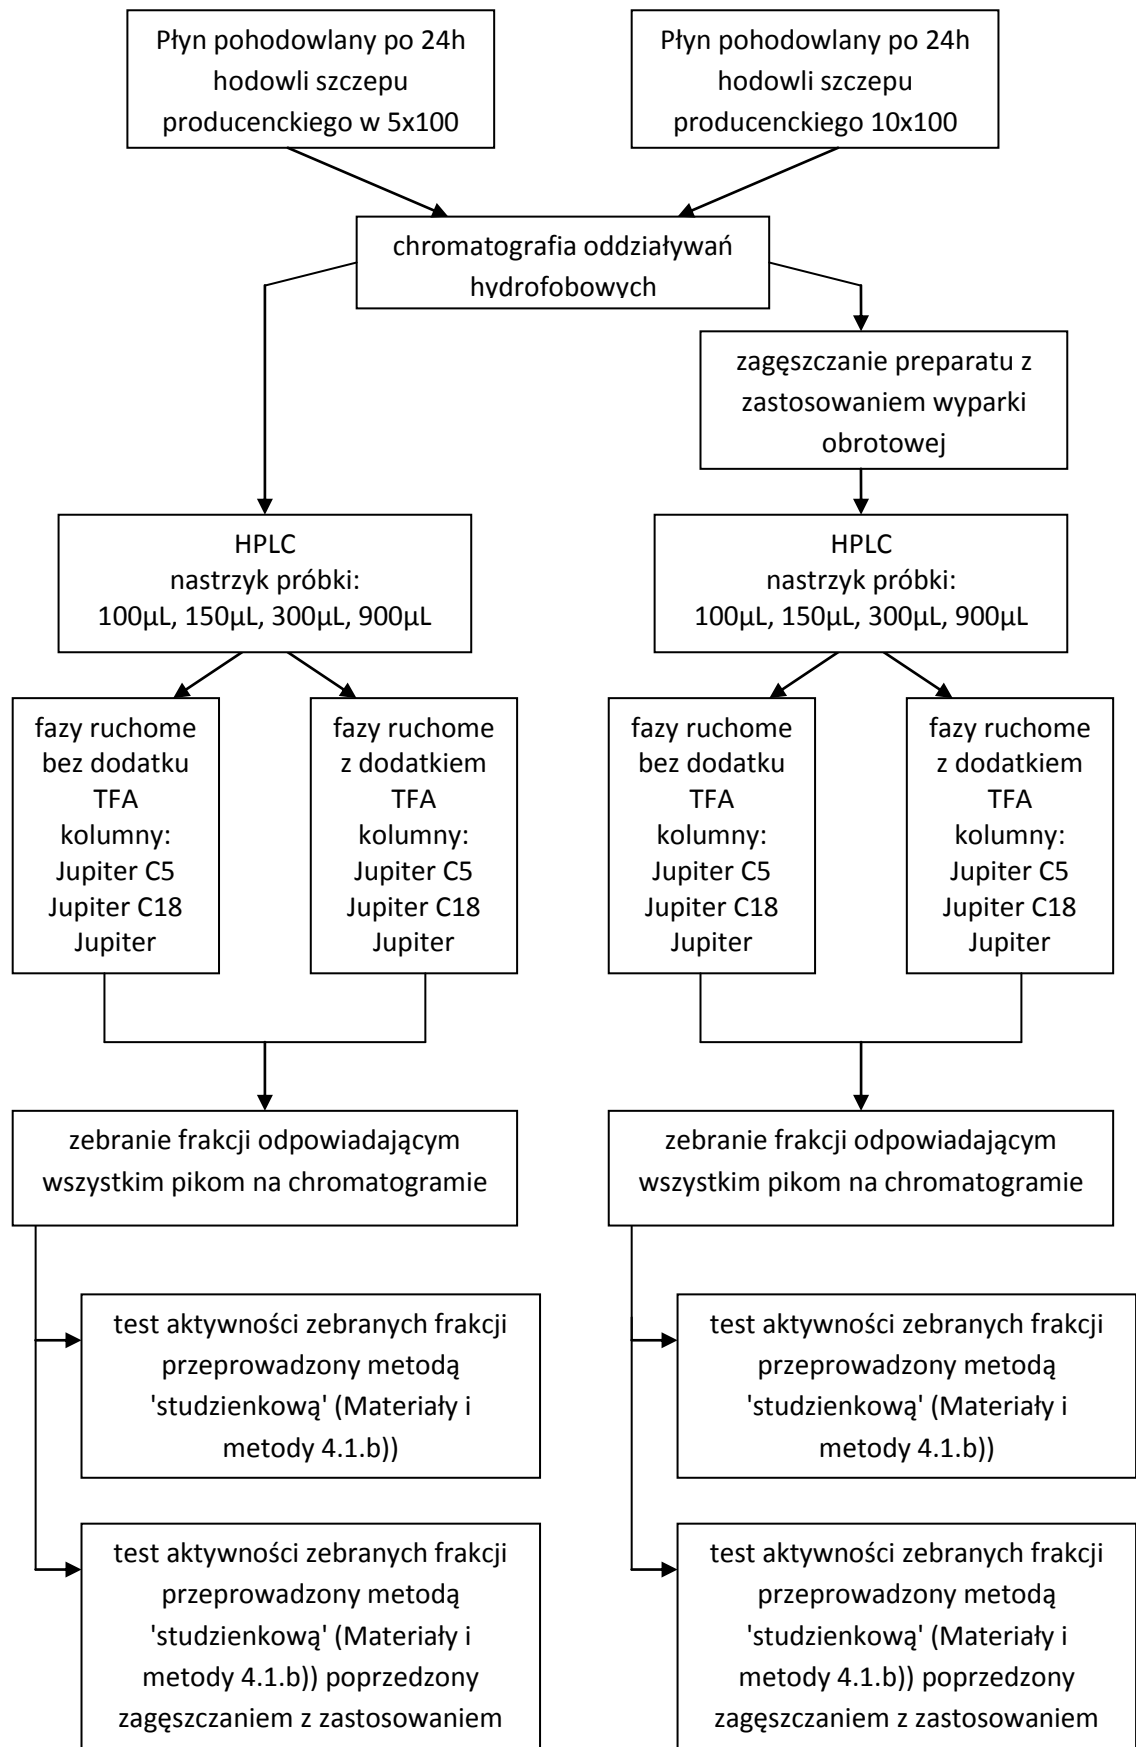 Płyn pohodowlany po 24h
hodowli szczepu
producenckiego w 5x100
Płyn pohodowlany po 24h
hodowli szczepu
producenckiego 10x100
chromatografia oddziaływań
hydrofobowych
zagęszczanie preparatu z
zastosowaniem wyparki
obrotowej
HPLC
nastrzyk próbki:
100µL, 150µL, 300µL, 900µL
HPLC
nastrzyk próbki:
100µL, 150µL, 300µL, 900µL
fazy ruchome
bez dodatku
TFA
kolumny:
Jupiter C5
Jupiter C18
Jupiter
fazy ruchome
z dodatkiem
TFA
kolumny:
Jupiter C5
Jupiter C18
Jupiter
fazy ruchome
bez dodatku
TFA
kolumny:
Jupiter C5
Jupiter C18
Jupiter
fazy ruchome
z dodatkiem
TFA
kolumny:
Jupiter C5
Jupiter C18
Jupiter
zebranie frakcji odpowiadającym
wszystkim pikom na chromatogramie
zebranie frakcji odpowiadającym
wszystkim pikom na chromatogramie
test aktywności zebranych frakcji
przeprowadzony metodą
'studzienkową' (Materiały i
metody 4.1.b))
test aktywności zebranych frakcji
przeprowadzony metodą
'studzienkową' (Materiały i
metody 4.1.b))
test aktywności zebranych frakcji
przeprowadzony metodą
'studzienkową' (Materiały i
metody 4.1.b)) poprzedzony
zagęszczaniem z zastosowaniem
test aktywności zebranych frakcji
przeprowadzony metodą
'studzienkową' (Materiały i
metody 4.1.b)) poprzedzony
zagęszczaniem z zastosowaniem